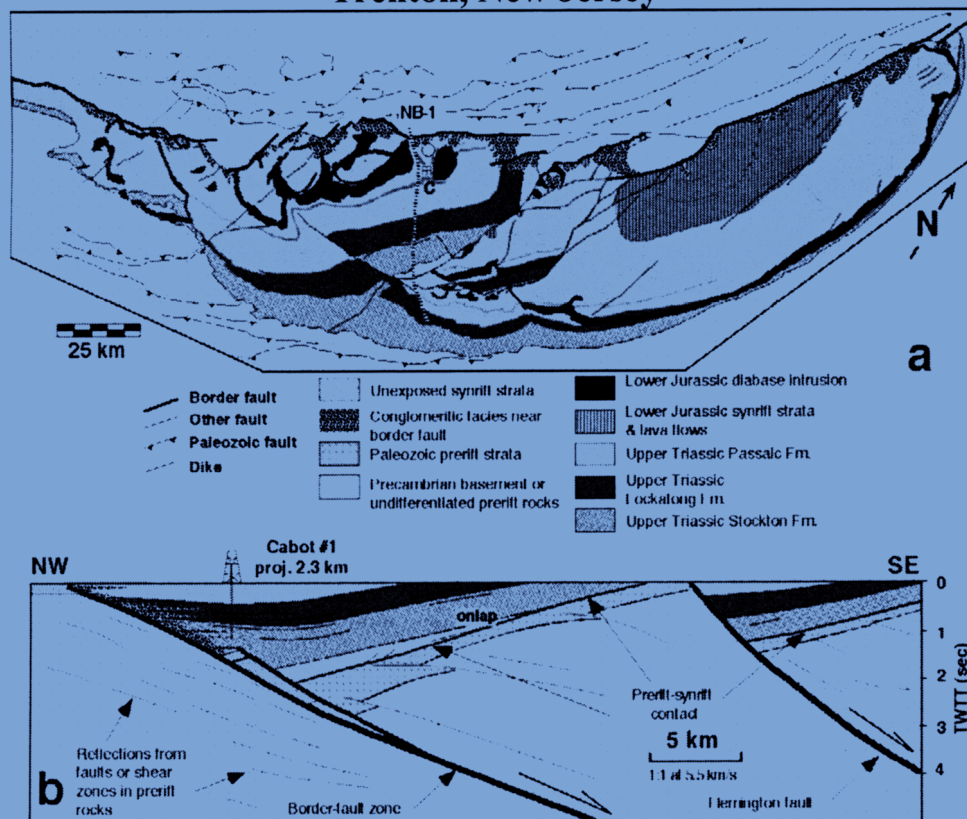 Trenton, New Jersey
NB-1
C
N
25 km
a
Border fault
Other fault
Paleozoic fault
Dike
Unexposed synrift strata
Conglomeritic facies near
border fault
Paleozoic prerift strata
Precambrian basement or
undifferentiated prerift rocks
Lower Jurassic diabase intrusion
Lower Jurassic synrift strata
& lava flows
Upper Triassic Passaic Fm.
Upper Triassic
Lockatong Fm.
Upper Triassic Stockton Fm.
NW
Cabot #1
proj. 2.3 km
SE
0
onlap
1
2
TWTT (sec)
Prerift-synrift
contact
3
5 km
4
1:1 at 5.5 km/s
Reflections from
faults or shear
zones in prerift
rocks
b
Border-fault zone
Flemington fault